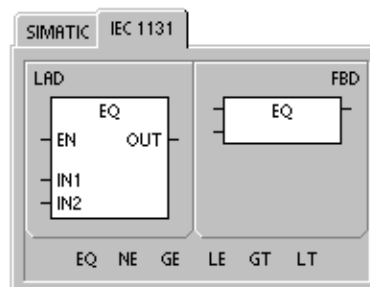 SIMATIC IEC 1131
LAD FBD
EQ EQ
EN OUT
IN1
IN2
EQ NE GE LE GT LT